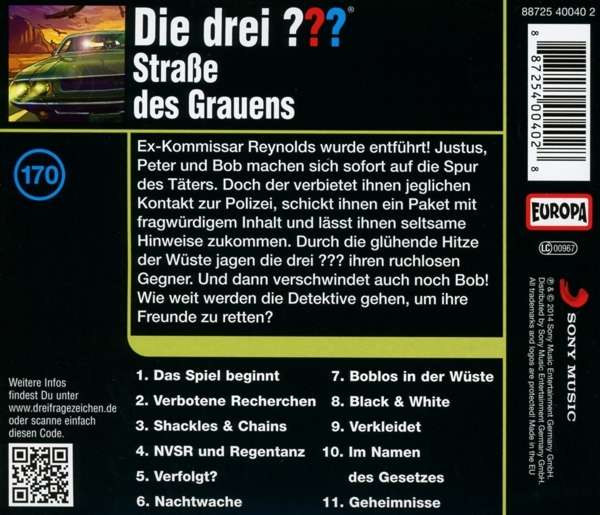 Die drei ???®
Straße
des Grauens
170
Ex-Kommissar Reynolds wurde entführt! Justus,
Peter und Bob machen sich sofort auf die Spur
des Täters. Doch der verbietet ihnen jeglichen
Kontakt zur Polizei, schickt ihnen ein Paket mit
fragwürdigem Inhalt und lässt ihnen seltsame
Hinweise zukommen. Durch die glühende Hitze
der Wüste jagen die drei ??? ihren ruchlosen
Gegner. Und dann verschwindet auch noch Bob!
Wie weit werden die Detektive gehen, um ihre
Freunde zu retten?
1. Das Spiel beginnt
2. Verbotene Recherchen
3. Shackles & Chains
4. NVSR und Regentanz
5. Verfolgt?
6. Nachtwache
7. Boblos in der Wüste
8. Black & White
9. Verkleidet
10. Im Namen
des Gesetzes
11. Geheimnisse
Weitere Infos
findest Du unter
www.dreifragezeichen.de
oder scanne einfach
diesen Code.
88725 40040 2
8 87254 00402 8
EUROPA
LC 00967
SONY MUSIC
℗ & © 2014 Sony Music Entertainment Germany GmbH.
Distributed by Sony Music Entertainment Germany GmbH.
All trademarks and logos are protected. Made in the EU